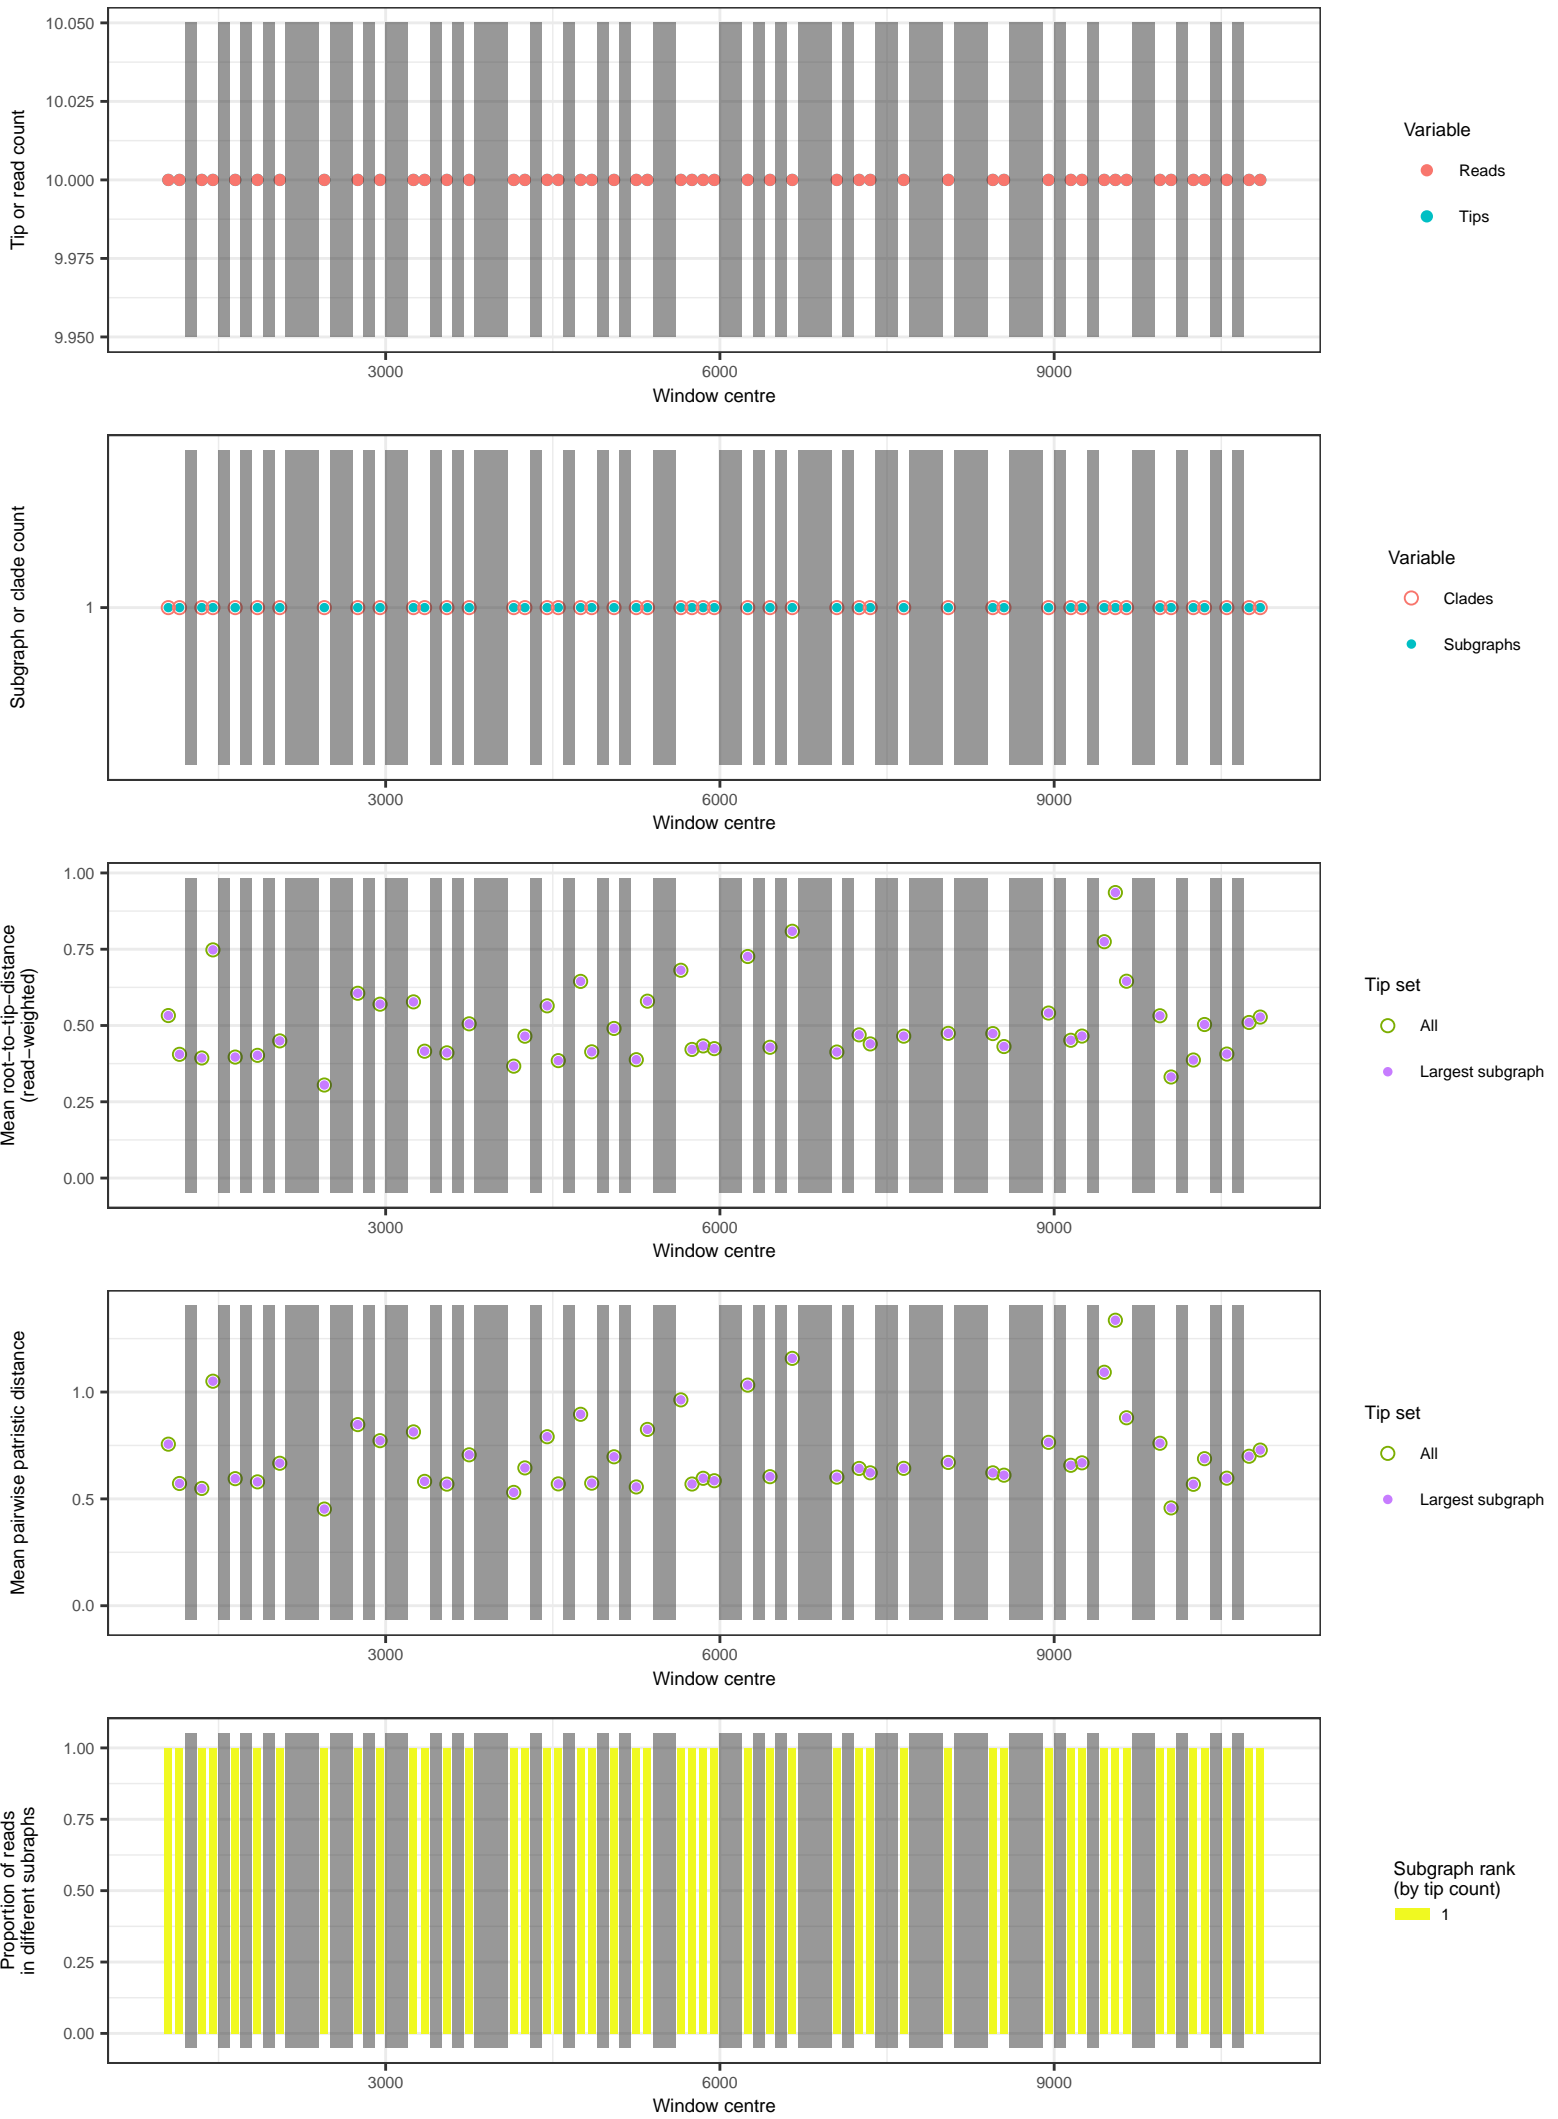 10.050
10.025
10.000
9.975
9.950
Tip or read count
3000
6000
9000
Window centre
Variable
Reads
Tips
1
Subgraph or clade count
3000
6000
9000
Window centre
Variable
Clades
Subgraphs
1.00
0.75
0.50
0.25
0.00
Mean root−to−tip−distance
(read−weighted)
3000
6000
9000
Window centre
Tip set
All
Largest subgraph
1.0
0.5
0.0
Mean pairwise patristic distance
3000
6000
9000
Window centre
Tip set
All
Largest subgraph
1.00
0.75
0.50
0.25
0.00
Proportion of reads
in different subraphs
3000
6000
9000
Window centre
Subgraph rank
(by tip count)
1